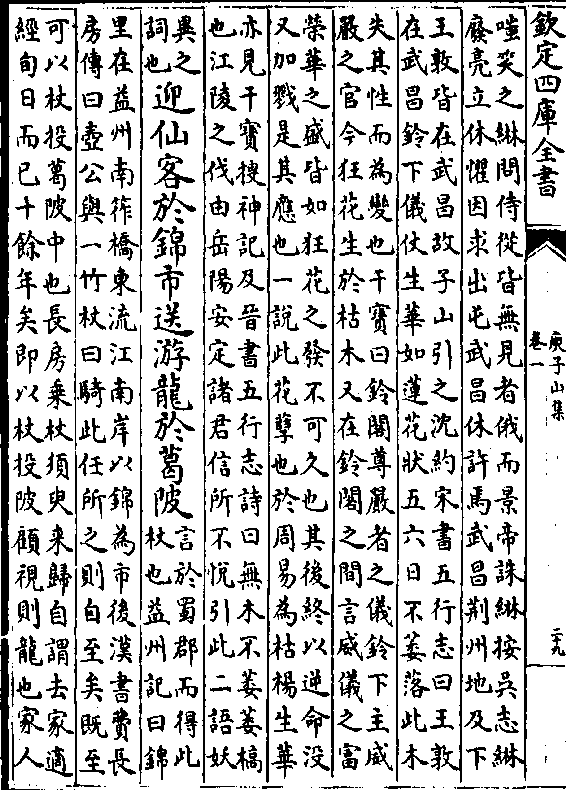 欽定四庫全書
庾子山集
卷一
二十九
嗤笑之綝問侍從皆無見者俄而景帝誅綝按吳志綝
廢亮立休懼因求出屯武昌休許焉武昌荆州地及下
王敦皆在武昌故子山引之沈約宋書五行志曰王敦
在武昌鈴下儀仗生華如蓮花狀五六日不萎落此木
失其性而為變也干寶曰鈴閣尊嚴者之儀鈴下主威
嚴之官今狂花生於枯木又在鈴閣之間言威儀之富
榮華之盛皆如狂花之發不可久也其後終以逆命没
又加戮是其應也一說此花孽也於周易為枯楊生華
亦見干寶搜神記及晉書五行志詩曰無木不萎萎槁
也江陵之伐由岳陽安定諸君信所不悅引此二語妖
異之
詞也
迎仙客於錦市送游龍於葛陂
言於蜀郡而得此
杖也益州記曰錦
里在益州南筰橋東流江南岸以錦為市後漢書費長
房傳曰壺公與一竹杖曰騎此任所之則自至矣既至
可以杖投葛陂中也長房乘杖須臾来歸自謂去家適
經旬日而已十餘年矣即以杖投陂顧視則龍也家人